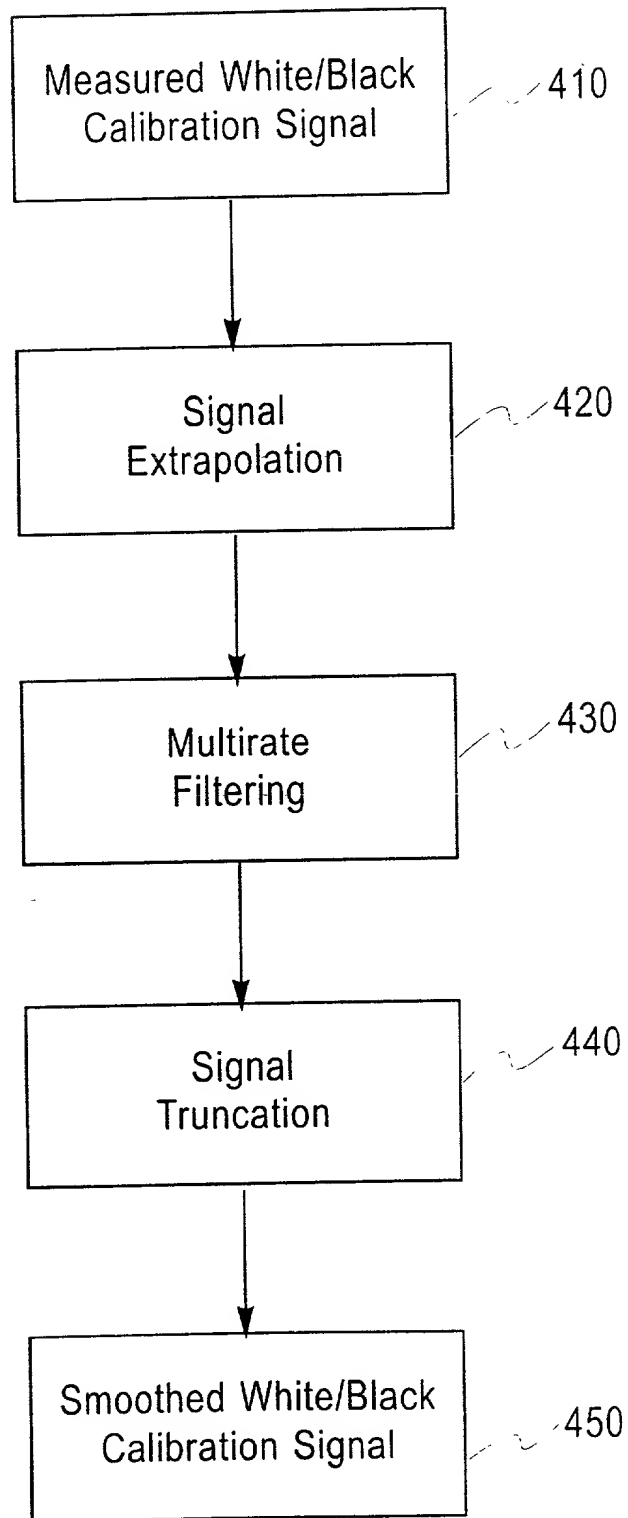 Measured White/Black
Calibration Signal
410
Signal
Extrapolation
420
Multirate
Filtering
430
Signal
Truncation
440
Smoothed White/Black
Calibration Signal
450